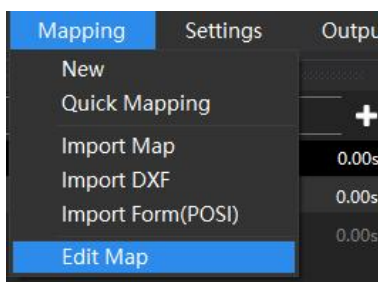 Mapping Settings Outpu
New
Quick Mapping
+
Import Map
0.00s
Import DXF
0.00s
Import Form(POSI)
0.00s
Edit Map